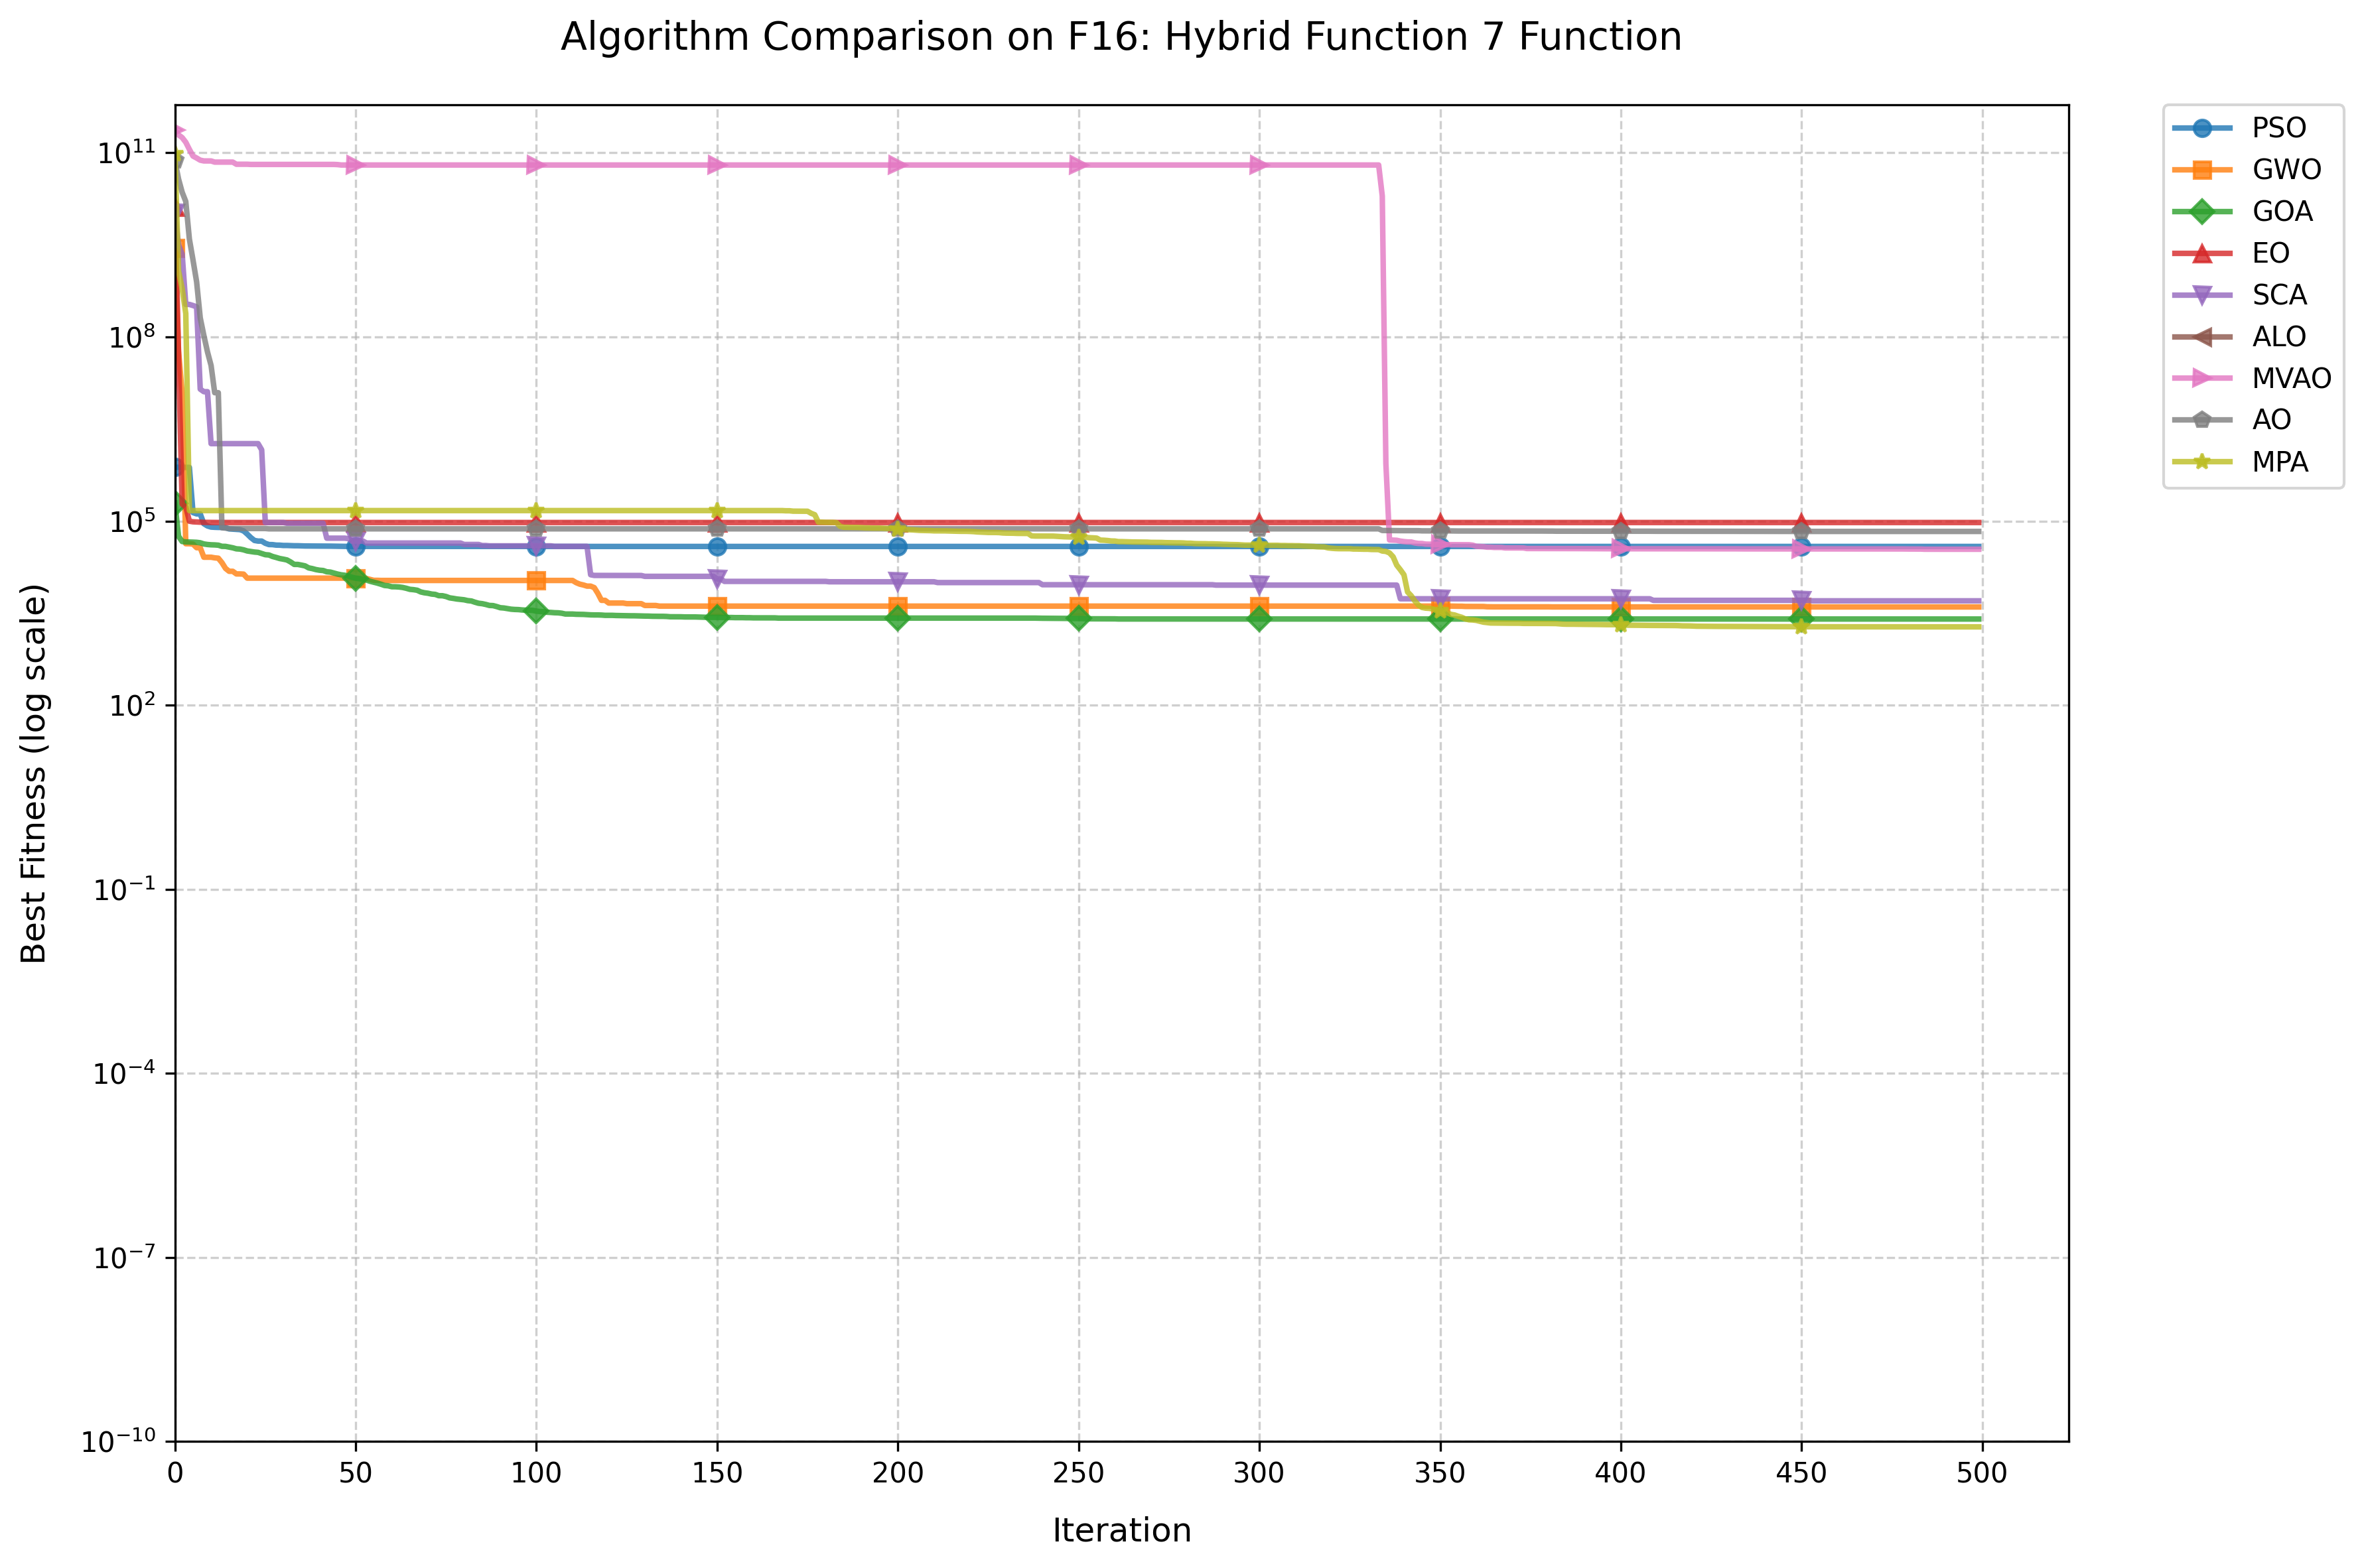 Algorithm Comparison on F16: Hybrid Function 7 Function
Best Fitness (log scale)
10^11
10^8
10^5
10^2
10^−1
10^−4
10^−7
10^−10
0 50 100 150 200 250 300 350 400 450 500
Iteration
PSO
GWO
GOA
EO
SCA
ALO
MVAO
AO
MPA